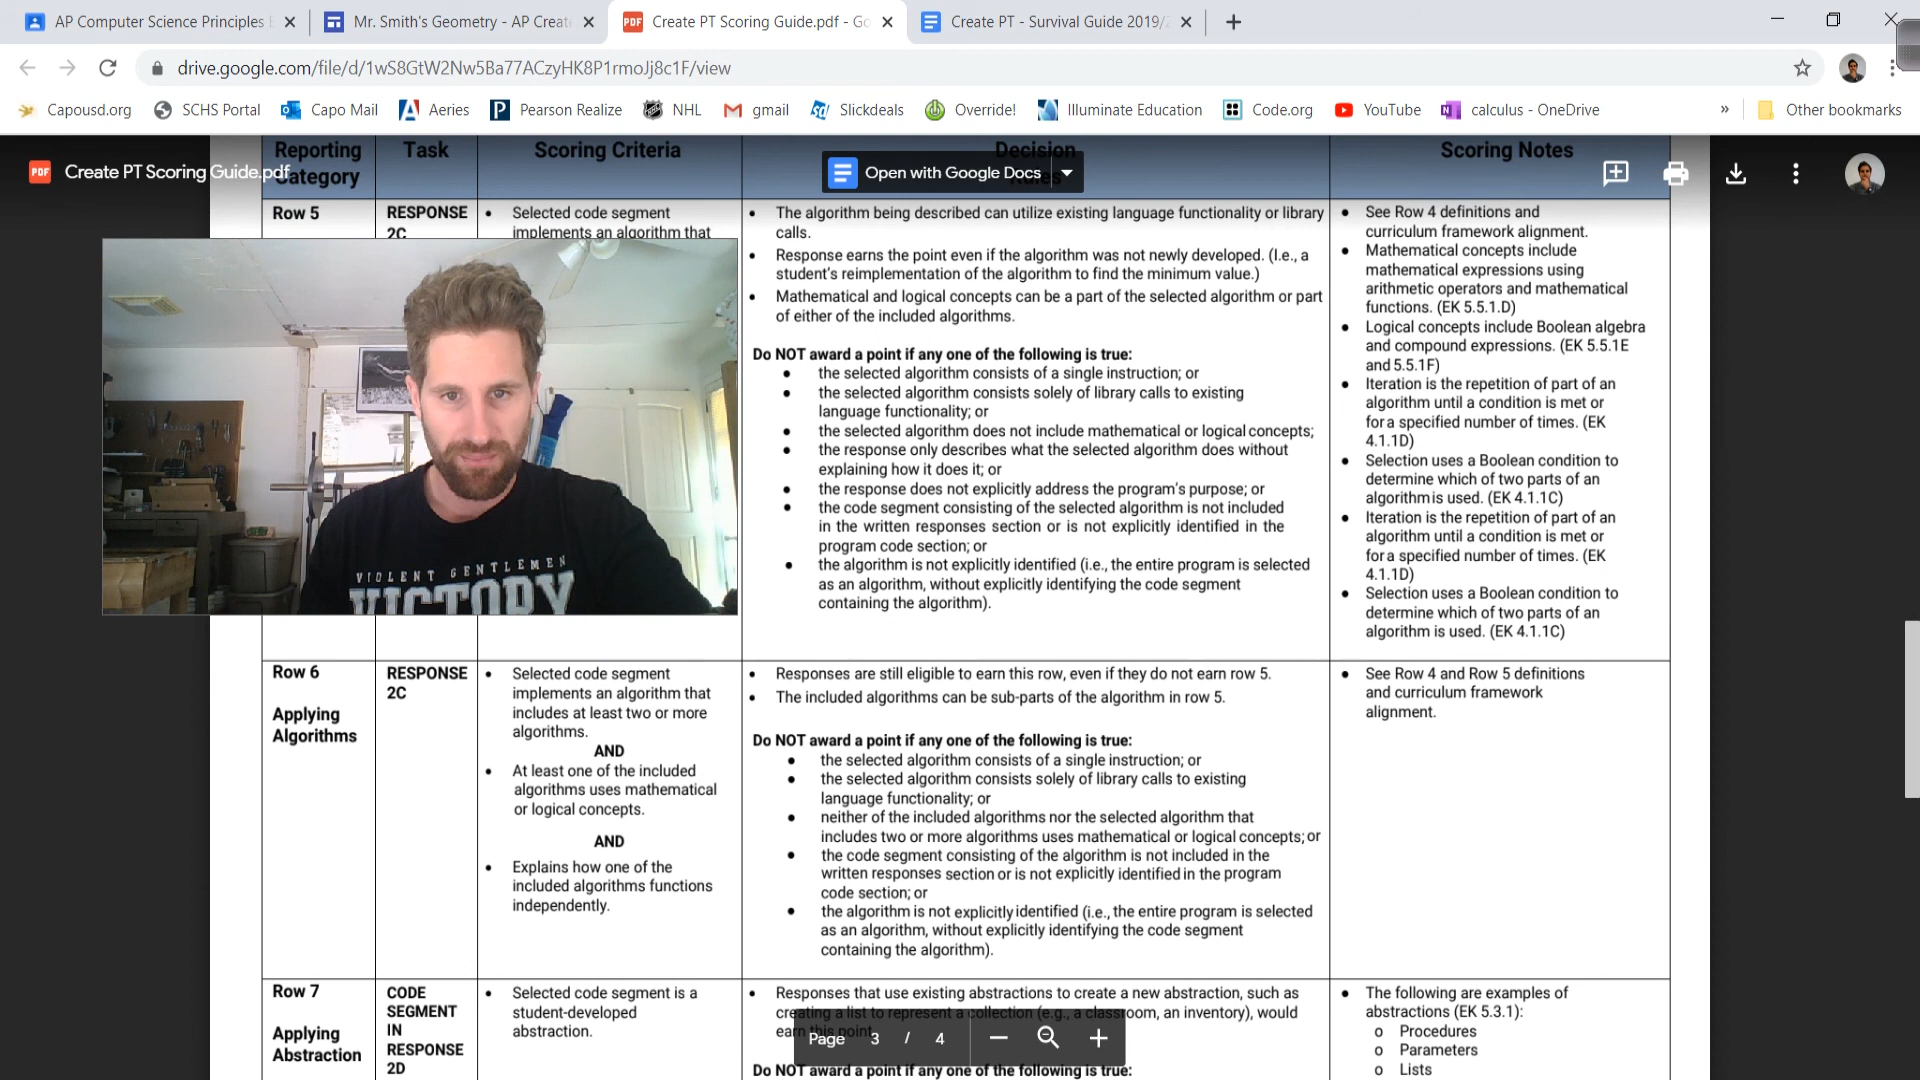 AP Computer Science Principles
Mr. Smith's Geometry - AP Create
PDF Create PT Scoring Guide.pdf - Go
Create PT - Survival Guide 2019/2
drive.google.com/file/d/1wS8GtW2Nw5Ba77ACzyHK8P1rmoJj8c1F/view
Capousd.org SCHS Portal Capo Mail Aeries Pearson Realize NHL gmail Slickdeals Override! Illuminate Education Code.org YouTube calculus - OneDrive » Other bookmarks
PDF Create PT Scoring Guide.pdf
Open with Google Docs
Reporting
Category
Task
Scoring Criteria
Decision
Scoring Notes
Row 5
RESPONSE
2C
• Selected code segment
implements an algorithm that
• The algorithm being described can utilize existing language functionality or library
calls.
• Response earns the point even if the algorithm was not newly developed. (I.e., a
student's reimplementation of the algorithm to find the minimum value.)
• Mathematical and logical concepts can be a part of the selected algorithm or part
of either of the included algorithms.
Do NOT award a point if any one of the following is true:
• the selected algorithm consists of a single instruction; or
• the selected algorithm consists solely of library calls to existing
language functionality; or
• the selected algorithm does not include mathematical or logical concepts;
• the response only describes what the selected algorithm does without
explaining how it does it; or
• the response does not explicitly address the program's purpose; or
• the code segment consisting of the selected algorithm is not included
in the written responses section or is not explicitly identified in the
program code section; or
• the algorithm is not explicitly identified (i.e., the entire program is selected
as an algorithm, without explicitly identifying the code segment
containing the algorithm).
• See Row 4 definitions and
curriculum framework alignment.
• Mathematical concepts include
mathematical expressions using
arithmetic operators and mathematical
functions. (EK 5.5.1.D)
• Logical concepts include Boolean algebra
and compound expressions. (EK 5.5.1E
and 5.5.1F)
• Iteration is the repetition of part of an
algorithm until a condition is met or
for a specified number of times. (EK
4.1.1D)
• Selection uses a Boolean condition to
determine which of two parts of an
algorithm is used. (EK 4.1.1C)
• Iteration is the repetition of part of an
algorithm until a condition is met or
for a specified number of times. (EK
4.1.1D)
• Selection uses a Boolean condition to
determine which of two parts of an
algorithm is used. (EK 4.1.1C)
VIOLENT GENTLEMEN
VICTORY
Row 6
Applying
Algorithms
RESPONSE
2C
• Selected code segment
implements an algorithm that
includes at least two or more
algorithms.
AND
• At least one of the included
algorithms uses mathematical
or logical concepts.
AND
• Explains how one of the
included algorithms functions
independently.
• Responses are still eligible to earn this row, even if they do not earn row 5.
• The included algorithms can be sub-parts of the algorithm in row 5.
Do NOT award a point if any one of the following is true:
• the selected algorithm consists of a single instruction; or
• the selected algorithm consists solely of library calls to existing
language functionality; or
• neither of the included algorithms nor the selected algorithm that
includes two or more algorithms uses mathematical or logical concepts; or
• the code segment consisting of the algorithm is not included in the
written responses section or is not explicitly identified in the program
code section; or
• the algorithm is not explicitly identified (i.e., the entire program is selected
as an algorithm, without explicitly identifying the code segment
containing the algorithm).
• See Row 4 and Row 5 definitions
and curriculum framework
alignment.
Row 7
Applying
Abstraction
CODE
SEGMENT
IN
RESPONSE
2D
• Selected code segment is a
student-developed
abstraction.
• Responses that use existing abstractions to create a new abstraction, such as
creating a list to represent a collection (e.g., a classroom, an inventory), would
earn this point.
Do NOT award a point if any one of the following is true:
• The following are examples of
abstractions (EK 5.3.1):
o Procedures
o Parameters
o Lists
Page 3 / 4